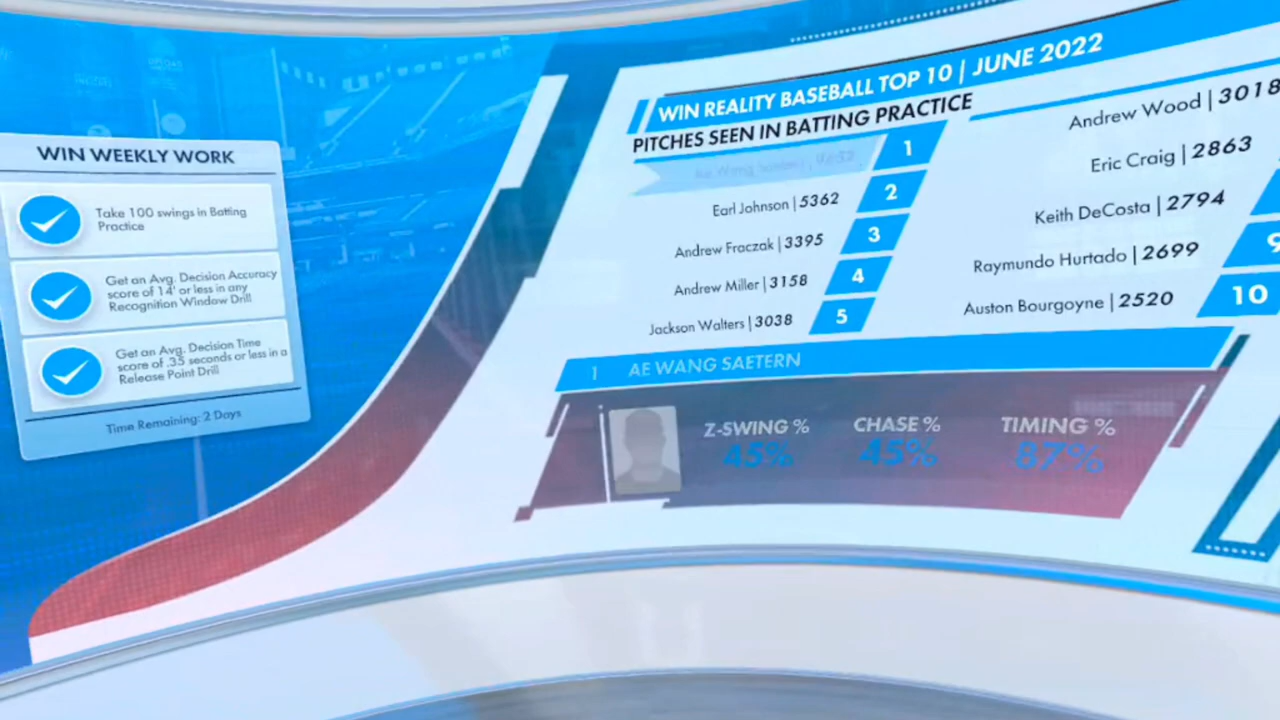 WIN WEEKLY WORK
Take 100 swings in Batting
Practice
Get an Avg. Decision Accuracy
score of 14' or less in any
Recognition Window Drill
Get an Avg. Decision Time
score of .35 seconds or less in a
Release Point Drill
Time Remaining: 2 Days
WIN REALITY BASEBALL TOP 10 | JUNE 2022
PITCHES SEEN IN BATTING PRACTICE
Ae Wang Saetern | 1
Earl Johnson | 5362 2
Andrew Fraczak | 3395 3
Andrew Miller | 3158 4
Jackson Walters | 3038 5
Andrew Wood | 3018
Eric Craig | 2863
Keith DeCosta | 2794
Raymundo Hurtado | 2699 9
Auston Bourgoyne | 2520 10
1 AE WANG SAETERN
Z-SWING % CHASE % TIMING %
45% 45% 87%